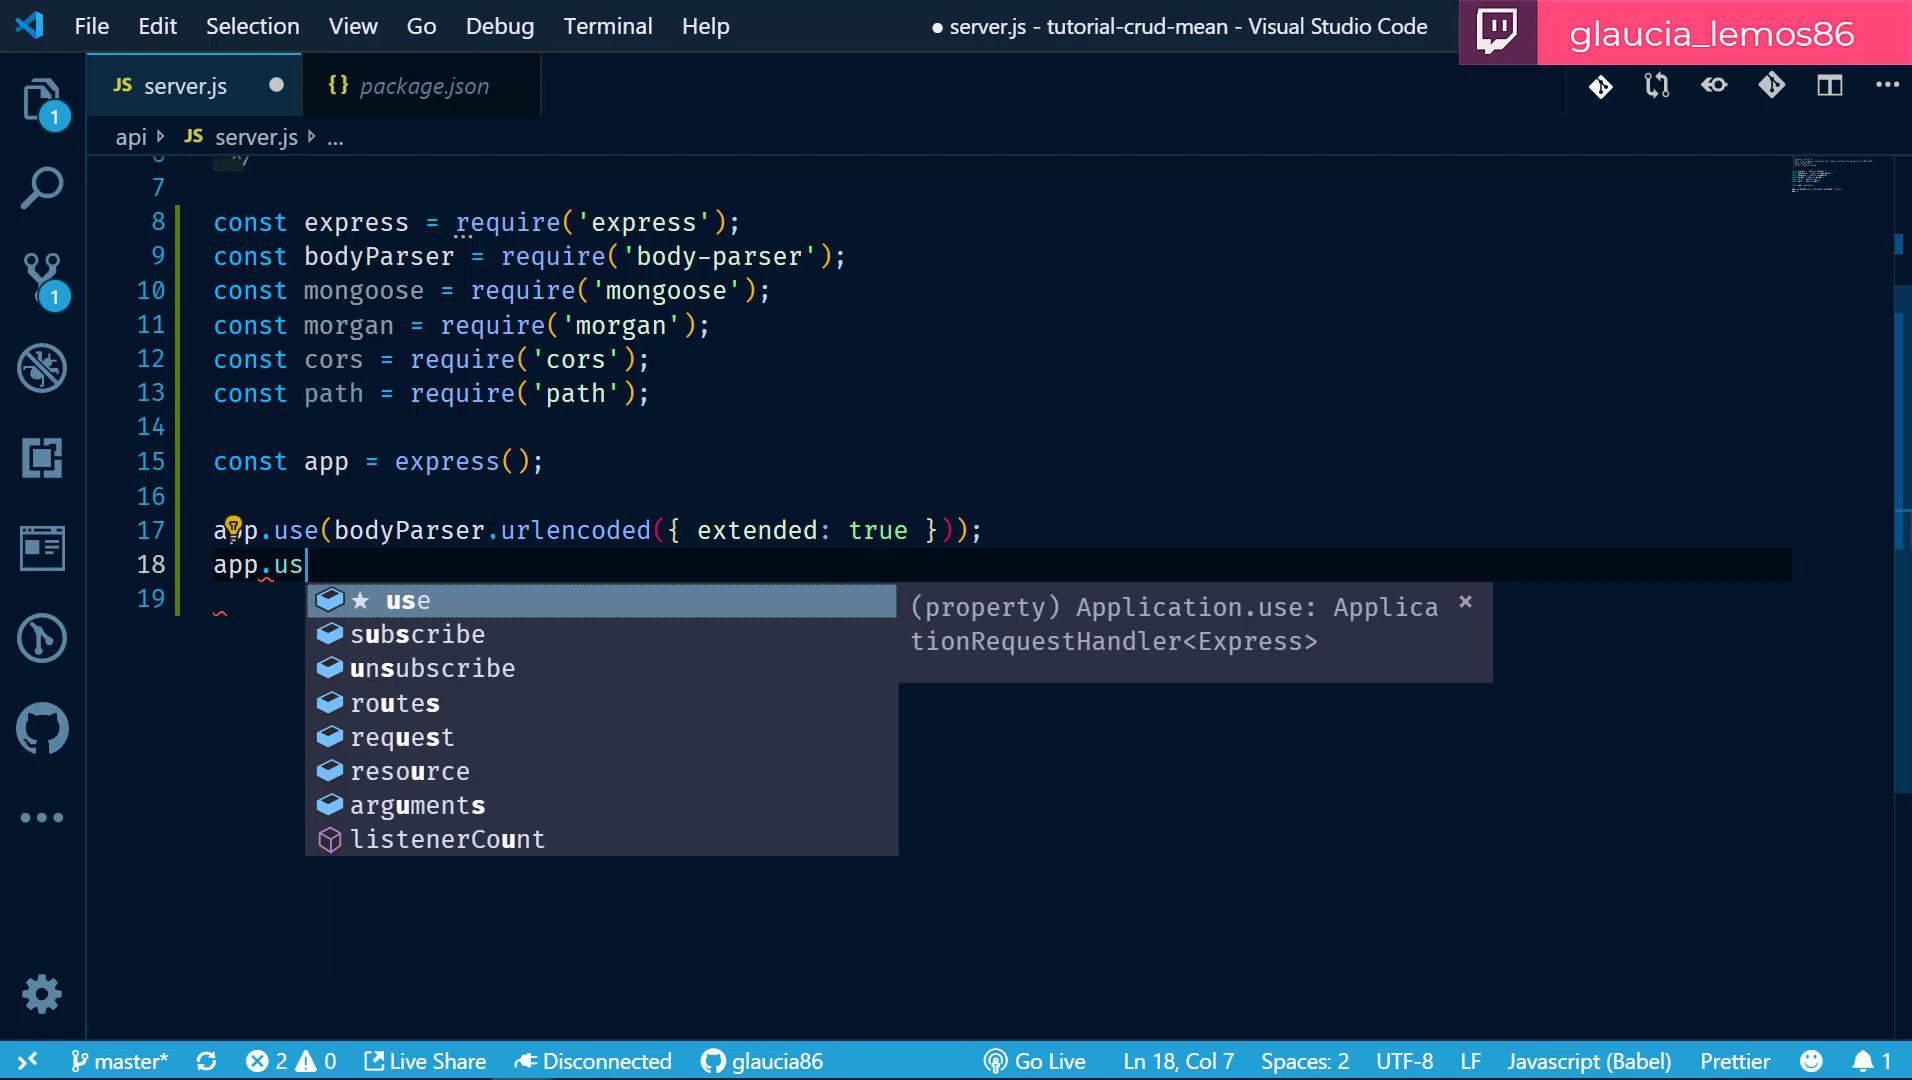 File Edit Selection View Go Debug Terminal Help
● server.js - tutorial-crud-mean - Visual Studio Code
glaucia_lemos86
JS server.js ●
{} package.json
api JS server.js ...
1
1
6 */
7
8 const express = require('express');
9 const bodyParser = require('body-parser');
10 const mongoose = require('mongoose');
11 const morgan = require('morgan');
12 const cors = require('cors');
13 const path = require('path');
14
15 const app = express();
16
17 app.use(bodyParser.urlencoded({ extended: true }));
18 app.us
19
★ use
subscribe
unsubscribe
routes
request
resource
arguments
listenerCount
(property) Application.use: Applica
tionRequestHandler<Express>
×
master* 2 0 Live Share Disconnected glaucia86 Go Live Ln 18, Col 7 Spaces: 2 UTF-8 LF Javascript (Babel) Prettier 1